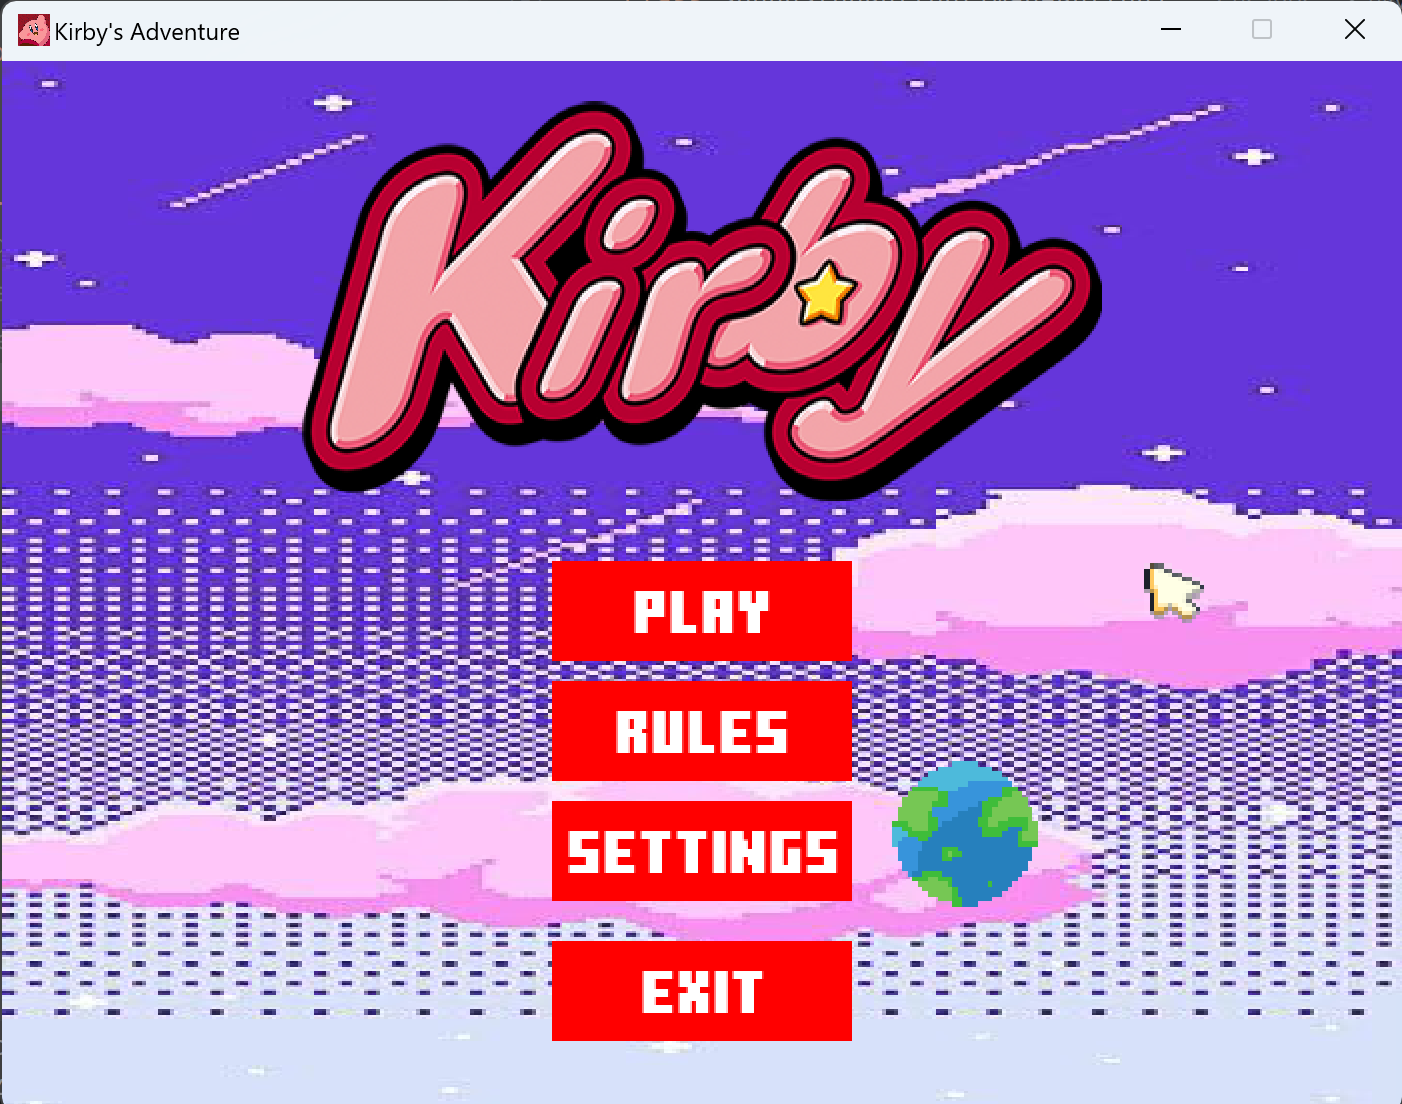 Kirby's Adventure
Kirby
PLAY
RULES
SETTINGS
EXIT